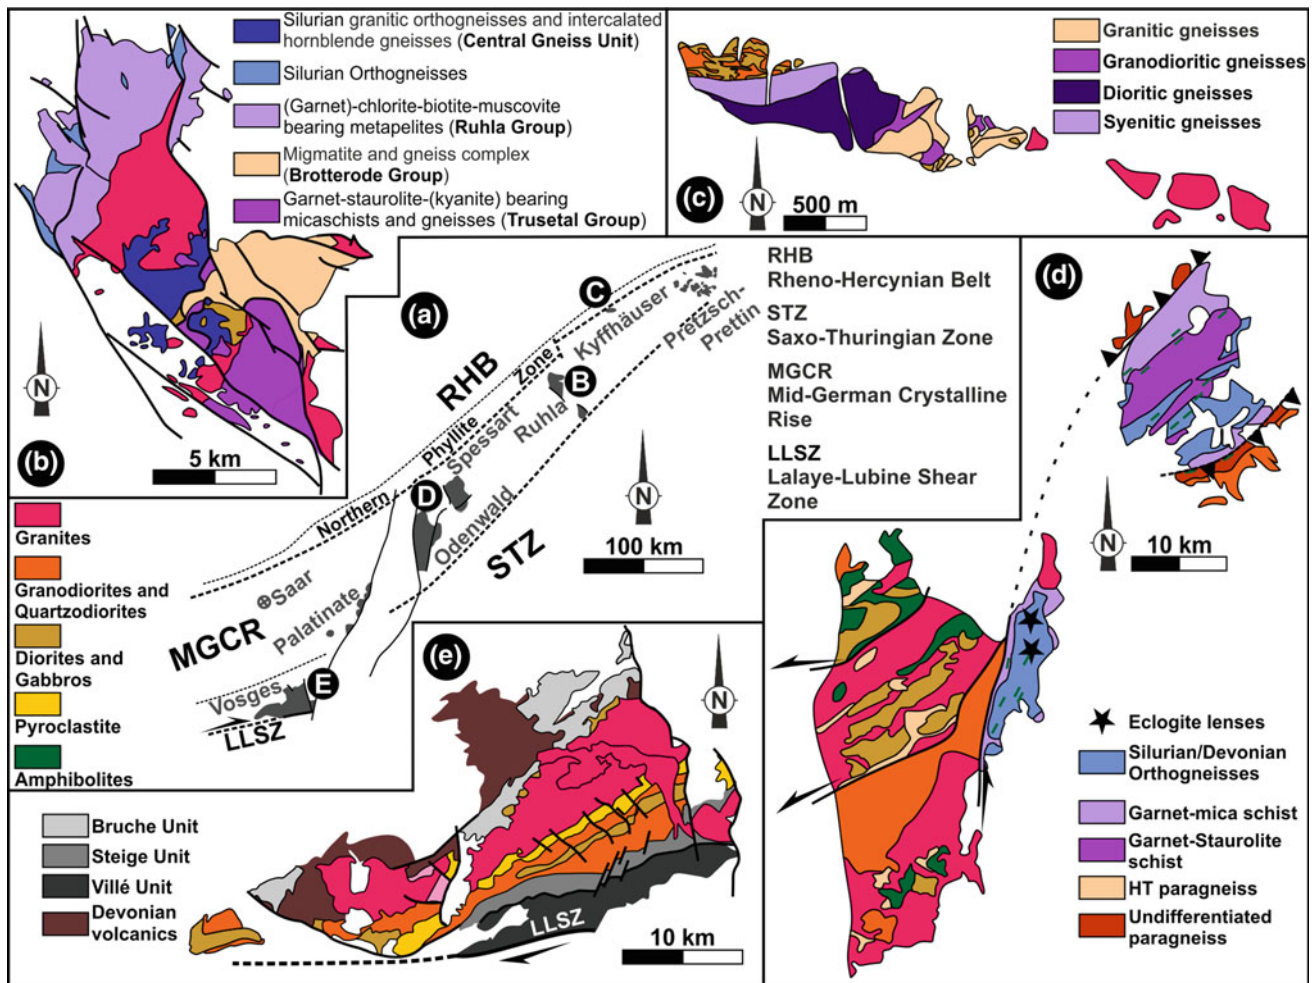 Silurian granitic orthogneisses and intercalated
hornblende gneisses (Central Gneiss Unit)
Silurian Orthogneisses
(Garnet)-chlorite-biotite-muscovite
bearing metapelites (Ruhla Group)
Migmatite and gneiss complex
(Brotterode Group)
Garnet-staurolite-(kyanite) bearing
micaschists and gneisses (Trusetal Group)
N
(b)
5 km
Granitic gneisses
Granodioritic gneisses
Dioritic gneisses
Syenitic gneisses
N
(c)
500 m
(a)
RHB
Northern
Phyllite
Zone
C
Kyffhäuser
Pretzsch-
Prettin
B
Ruhla
Spessart
D
Odenwald
STZ
Saar
Palatinate
MGCR
Vosges
E
LLSZ
N
100 km
RHB
Rheno-Hercynian Belt
STZ
Saxo-Thuringian Zone
MGCR
Mid-German Crystalline
Rise
LLSZ
Lalaye-Lubine Shear
Zone
(d)
N
10 km
Eclogite lenses
Silurian/Devonian
Orthogneisses
Garnet-mica schist
Garnet-Staurolite
schist
HT paragneiss
Undifferentiated
paragneiss
Granites
Granodiorites and
Quartzodiorites
Diorites and
Gabbros
Pyroclastite
Amphibolites
(e)
N
LLSZ
10 km
Bruche Unit
Steige Unit
Villé Unit
Devonian
volcanics